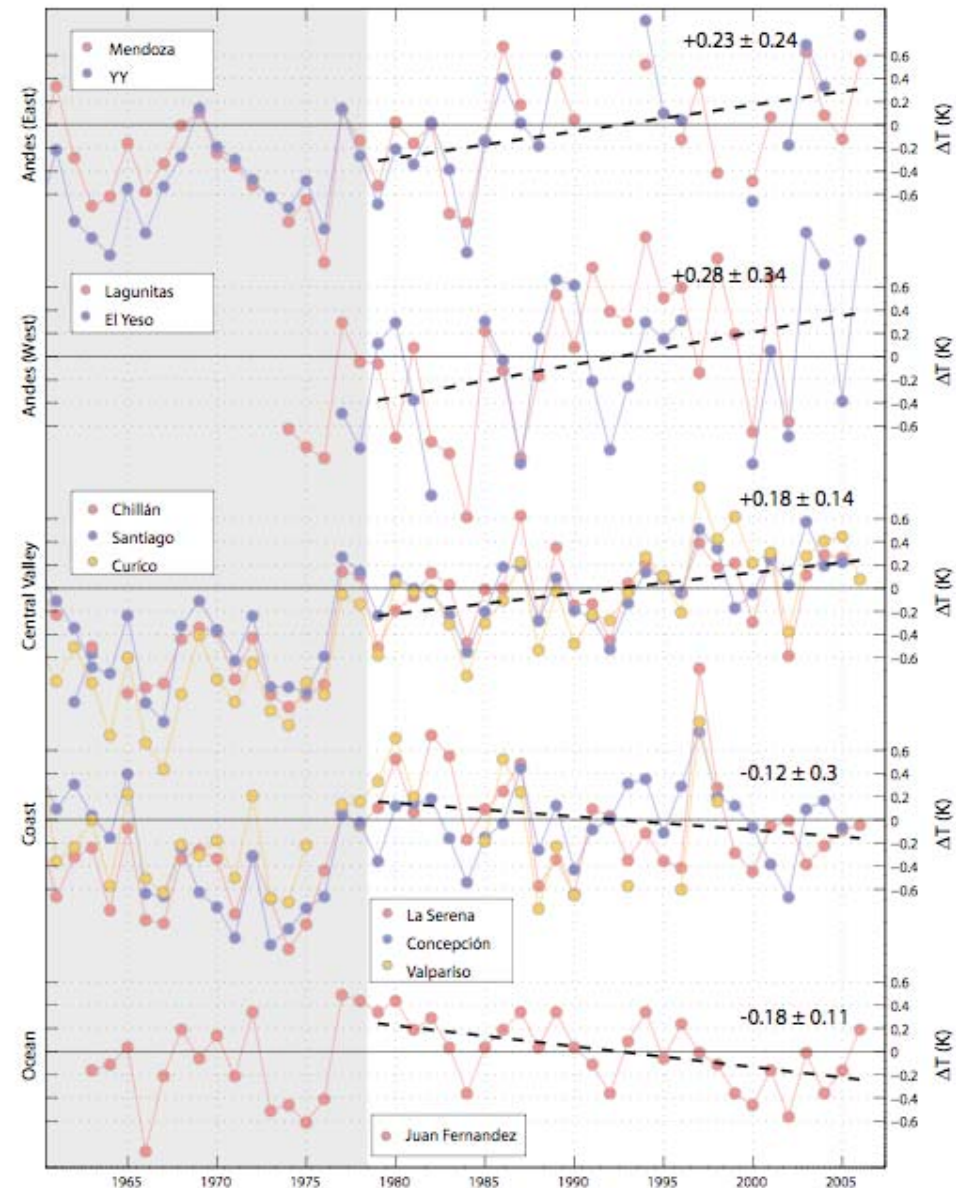 Andes (East)
Mendoza
YY
+0.23 ± 0.24
0.6
0.4
0.2
0
−0.2
−0.4
−0.6
ΔT (K)
Andes (West)
Lagunitas
El Yeso
+0.28 ± 0.34
0.6
0.4
0.2
0
−0.2
−0.4
−0.6
ΔT (K)
Central Valley
Chillán
Santiago
Curico
+0.18 ± 0.14
0.6
0.4
0.2
0
−0.2
−0.4
−0.6
ΔT (K)
Coast
-0.12 ± 0.3
0.6
0.4
0.2
0
−0.2
−0.4
−0.6
ΔT (K)
La Serena
Concepción
Valpariso
Ocean
-0.18 ± 0.11
0.6
0.4
0.2
0
−0.2
−0.4
−0.6
ΔT (K)
Juan Fernandez
1965 1970 1975 1980 1985 1990 1995 2000 2005